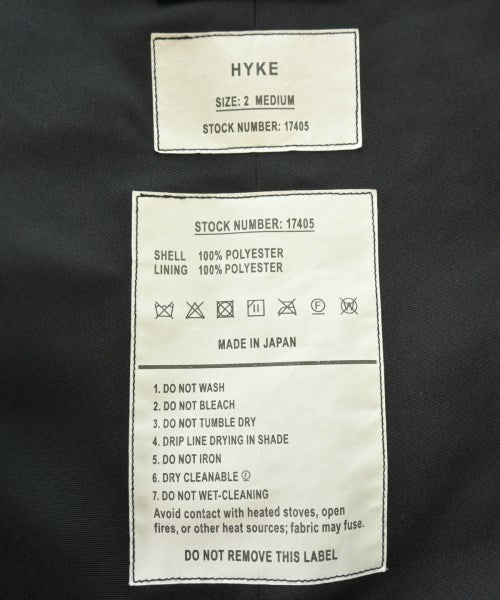 HYKE
SIZE: 2 MEDIUM
STOCK NUMBER: 17405
STOCK NUMBER: 17405
SHELL 100% POLYESTER
LINING 100% POLYESTER
MADE IN JAPAN
1. DO NOT WASH
2. DO NOT BLEACH
3. DO NOT TUMBLE DRY
4. DRIP LINE DRYING IN SHADE
5. DO NOT IRON
6. DRY CLEANABLE Ⓕ
7. DO NOT WET-CLEANING
Avoid contact with heated stoves, open
fires, or other heat sources; fabric may fuse.
DO NOT REMOVE THIS LABEL